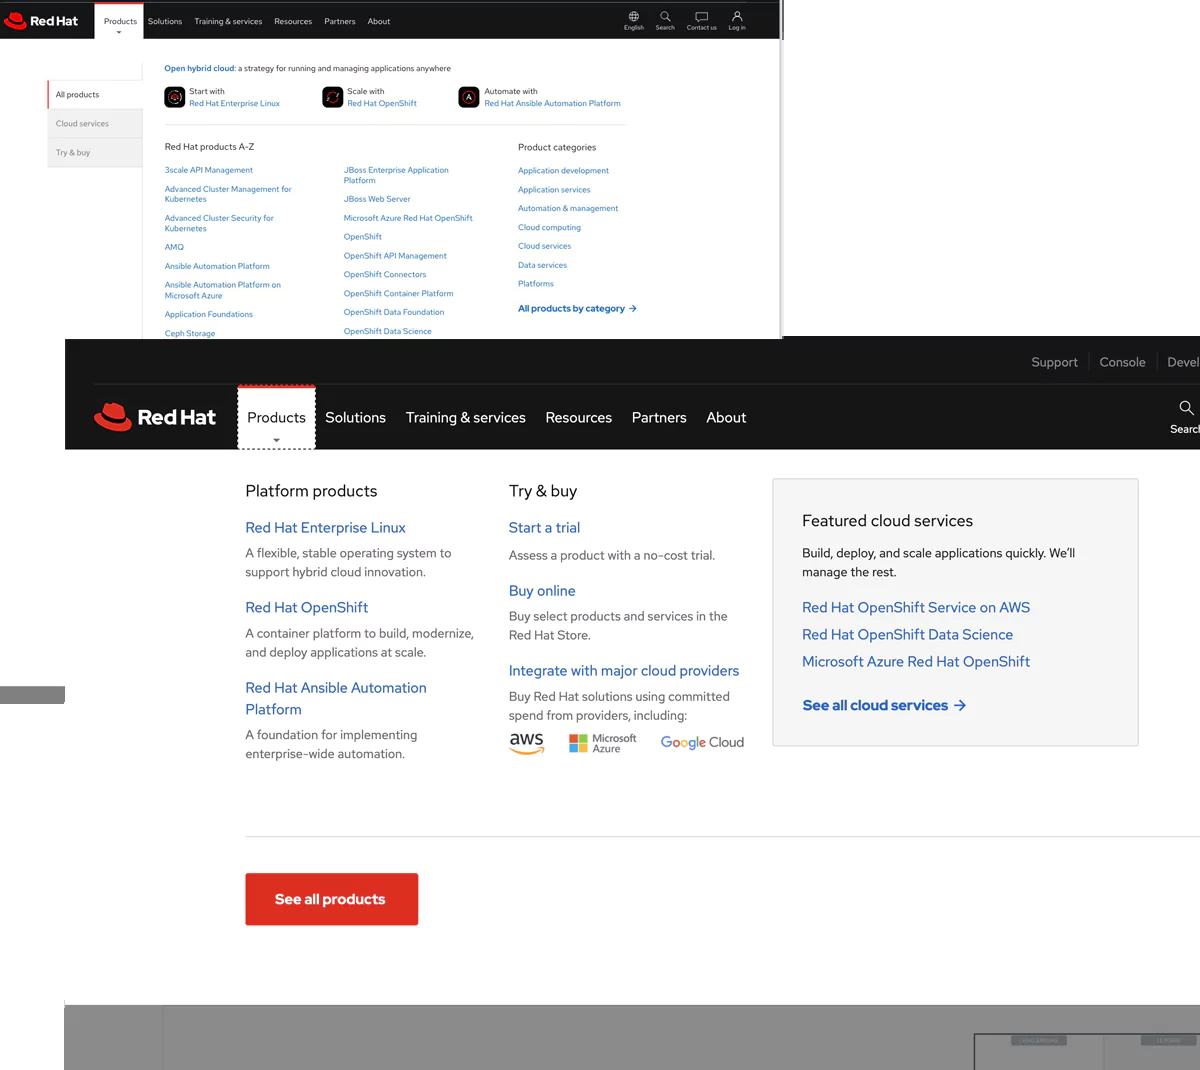 Red Hat
Products
Solutions
Training & services
Resources
Partners
About
English
Search
Contact us
Log in
All products
Cloud services
Try & buy
Open hybrid cloud: a strategy for running and managing applications anywhere
Start with
Red Hat Enterprise Linux
Scale with
Red Hat OpenShift
Automate with
Red Hat Ansible Automation Platform
Red Hat products A-Z
3scale API Management
Advanced Cluster Management for
Kubernetes
Advanced Cluster Security for
Kubernetes
AMQ
Ansible Automation Platform
Ansible Automation Platform on
Microsoft Azure
Application Foundations
Ceph Storage
JBoss Enterprise Application
Platform
JBoss Web Server
Microsoft Azure Red Hat OpenShift
OpenShift
OpenShift API Management
OpenShift Connectors
OpenShift Container Platform
OpenShift Data Foundation
OpenShift Data Science
Product categories
Application development
Application services
Automation & management
Cloud computing
Cloud services
Data services
Platforms
All products by category →
Support
Console
Devel
Red Hat
Products
Solutions
Training & services
Resources
Partners
About
Search
Platform products
Red Hat Enterprise Linux
A flexible, stable operating system to
support hybrid cloud innovation.
Red Hat OpenShift
A container platform to build, modernize,
and deploy applications at scale.
Red Hat Ansible Automation
Platform
A foundation for implementing
enterprise-wide automation.
Try & buy
Start a trial
Assess a product with a no-cost trial.
Buy online
Buy select products and services in the
Red Hat Store.
Integrate with major cloud providers
Buy Red Hat solutions using committed
spend from providers, including:
aws
Microsoft
Azure
Google Cloud
Featured cloud services
Build, deploy, and scale applications quickly. We'll
manage the rest.
Red Hat OpenShift Service on AWS
Red Hat OpenShift Data Science
Microsoft Azure Red Hat OpenShift
See all cloud services →
See all products